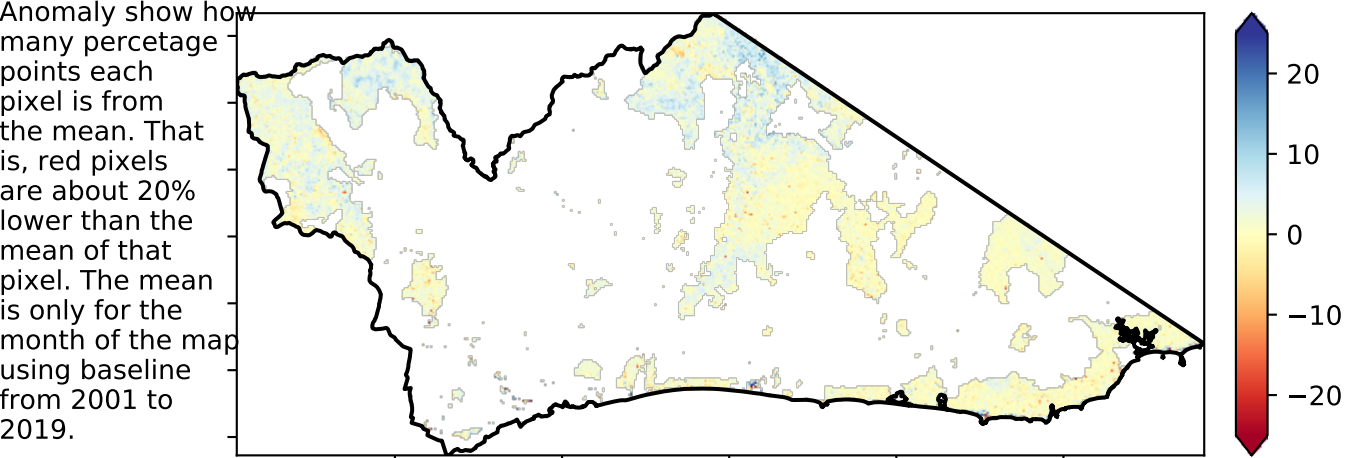 Anomaly show how
many percetage
points each
pixel is from
the mean. That
is, red pixels
are about 20%
lower than the
mean of that
pixel. The mean
is only for the
month of the map
using baseline
from 2001 to
2019.
20
10
0
−10
−20